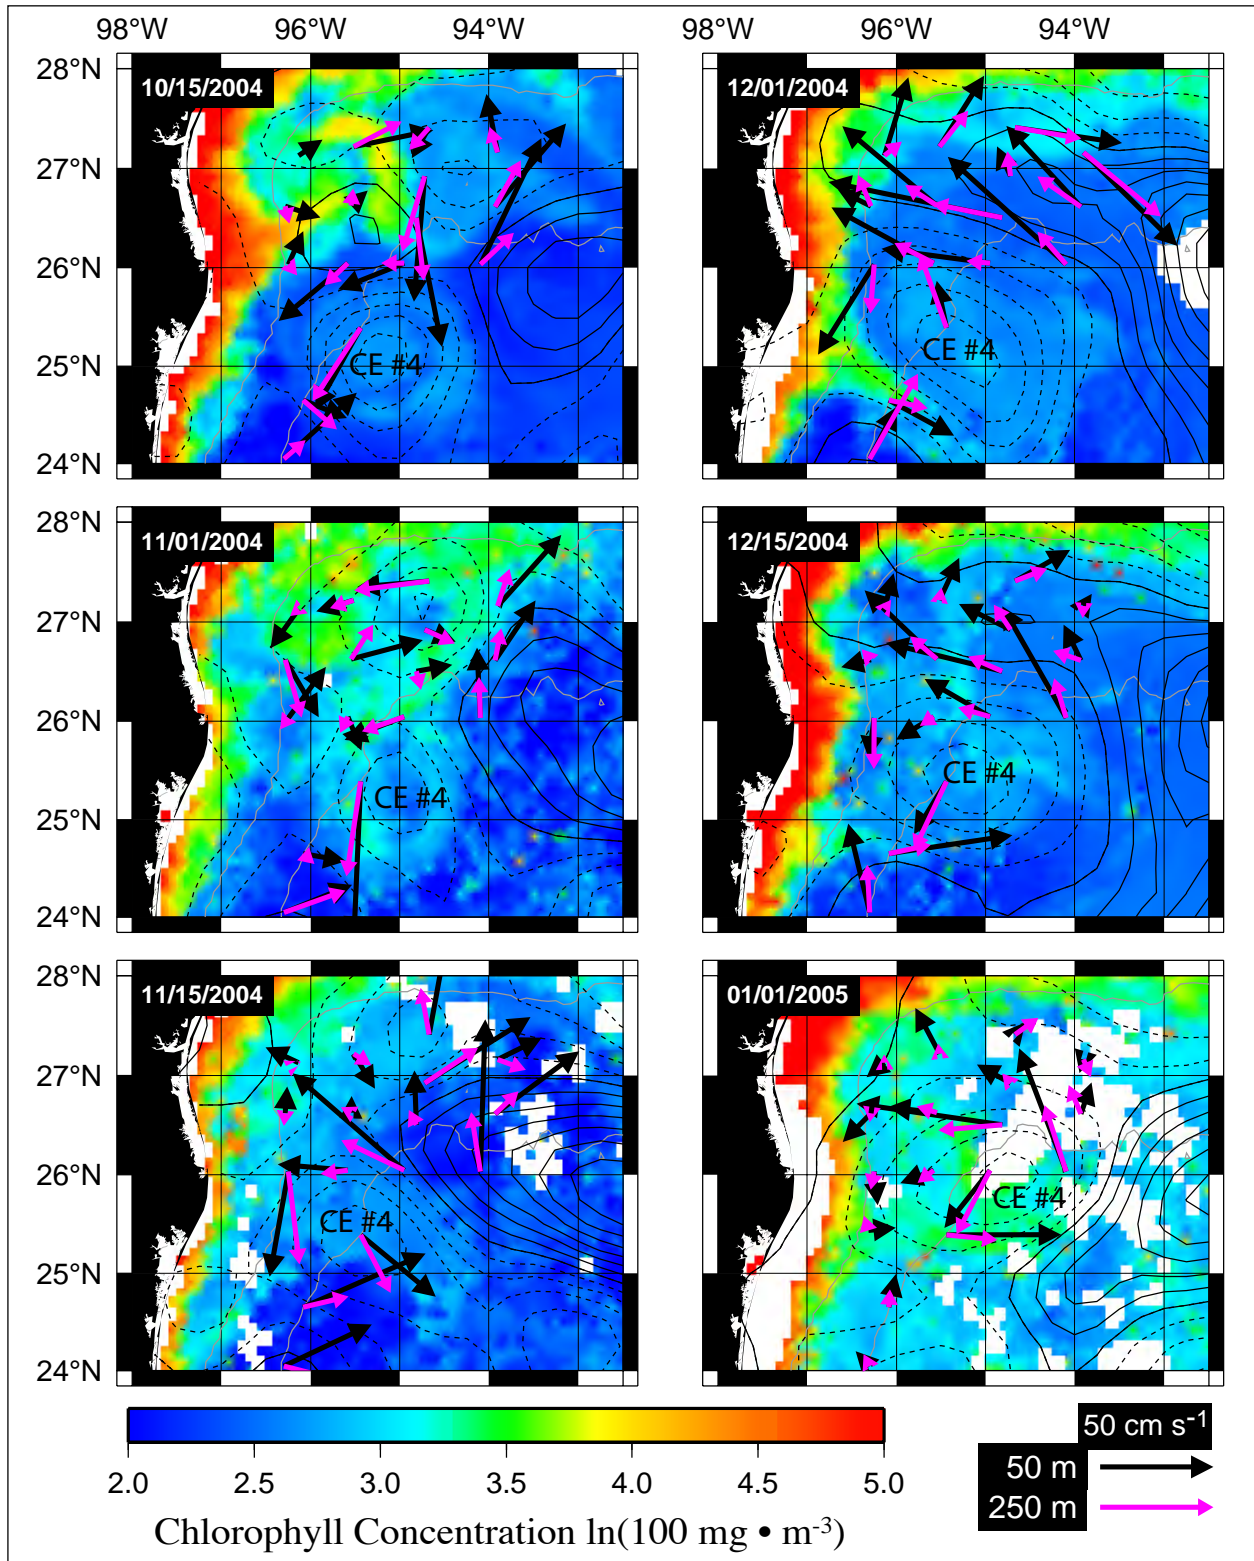 98°W 96°W 94°W 98°W 96°W 94°W
28°N
10/15/2004 12/01/2004
27°N
26°N
25°N
CE #4 CE #4
24°N
28°N
11/01/2004 12/15/2004
27°N
26°N
CE #4 CE #4
25°N
24°N
28°N
11/15/2004 01/01/2005
27°N
26°N
CE #4 CE #4
25°N
24°N
50 cm s⁻¹
50 m
250 m
2.0 2.5 3.0 3.5 4.0 4.5 5.0
Chlorophyll Concentration ln(100 mg • m⁻³)